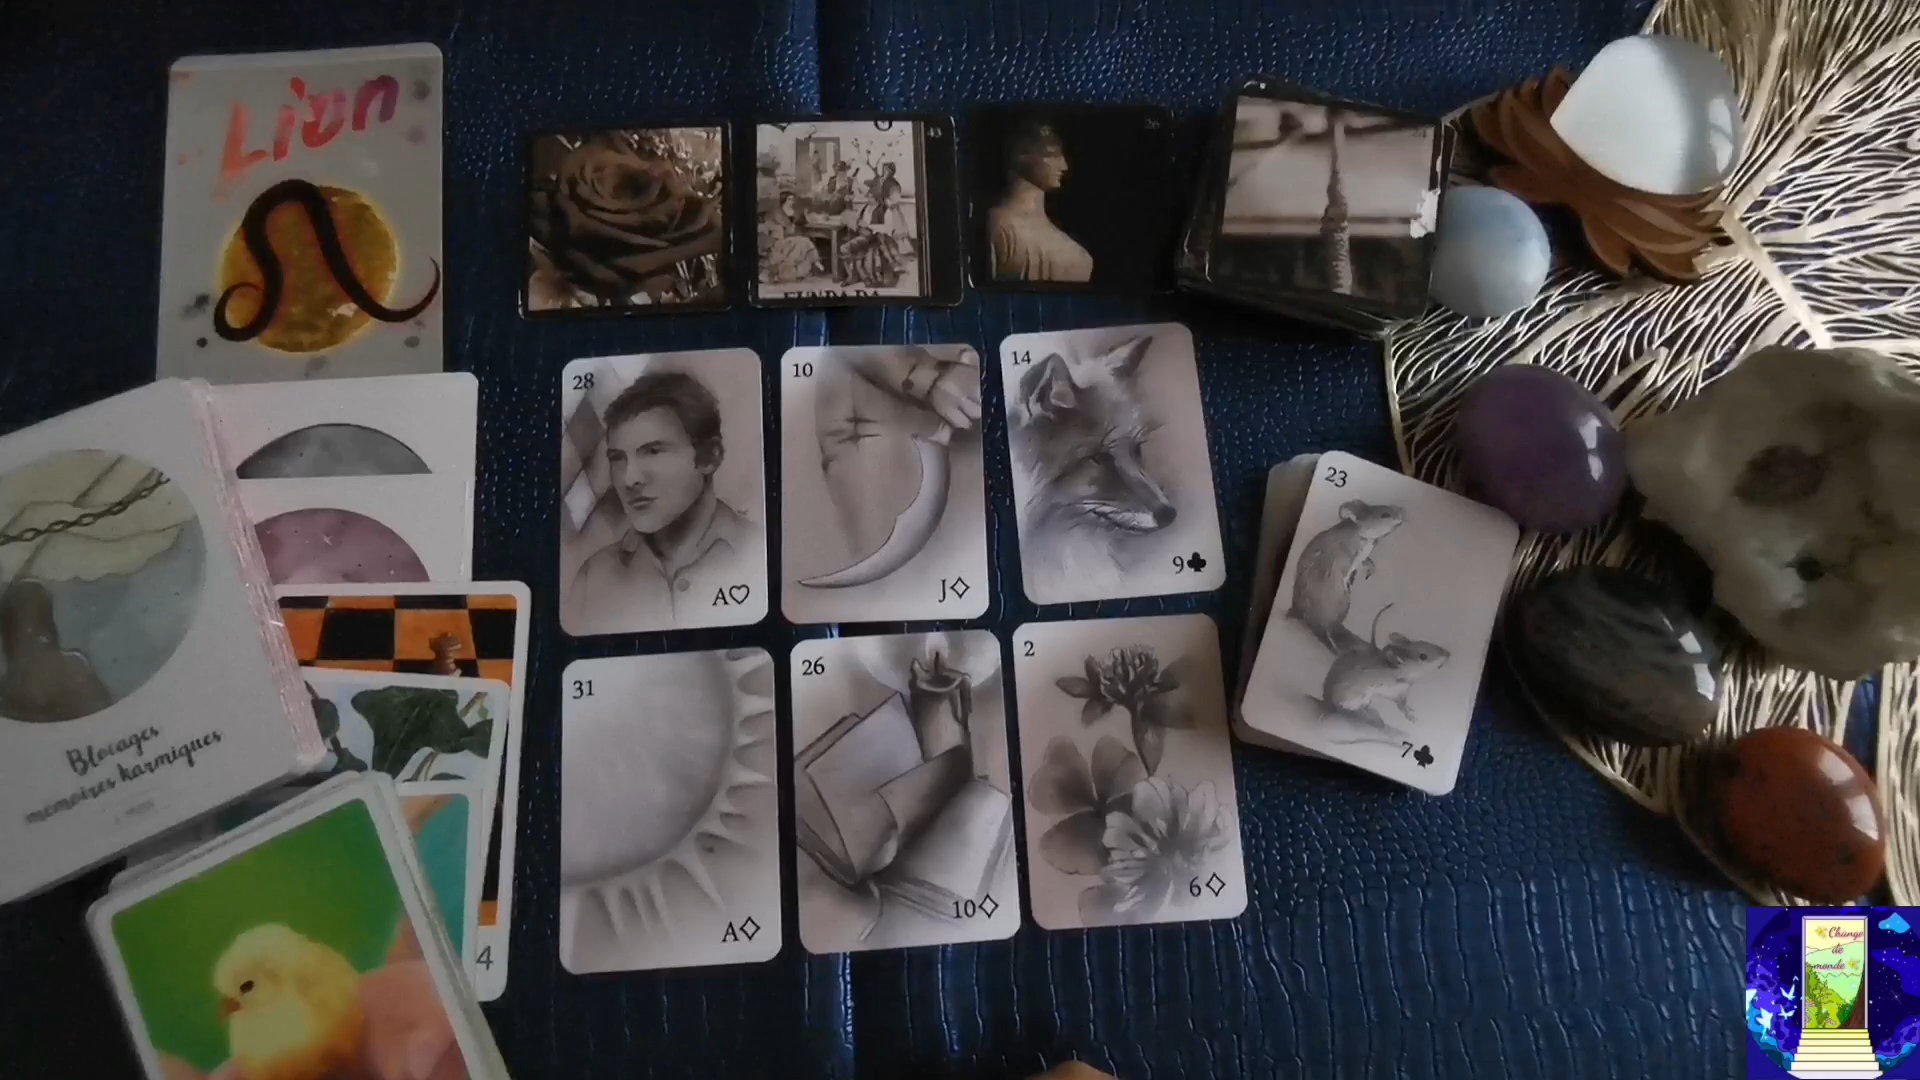 Lion
43
FUNDADA
28
A♡
10
J♢
14
9♣
23
7♣
31
A♢
26
10♢
2
6♢
Blocages
mémoires karmiques
4
Change
de
monde